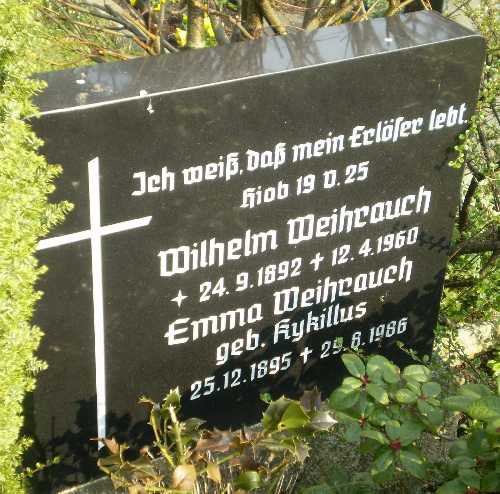 Ich weiß, daß mein Erlöser lebt.
Hiob 19 v. 25
Wilhelm Weihrauch
+ 24.9.1892 + 12.4.1960
Emma Weihrauch
geb. Kykillus
25.12.1895 + 29.8.1986